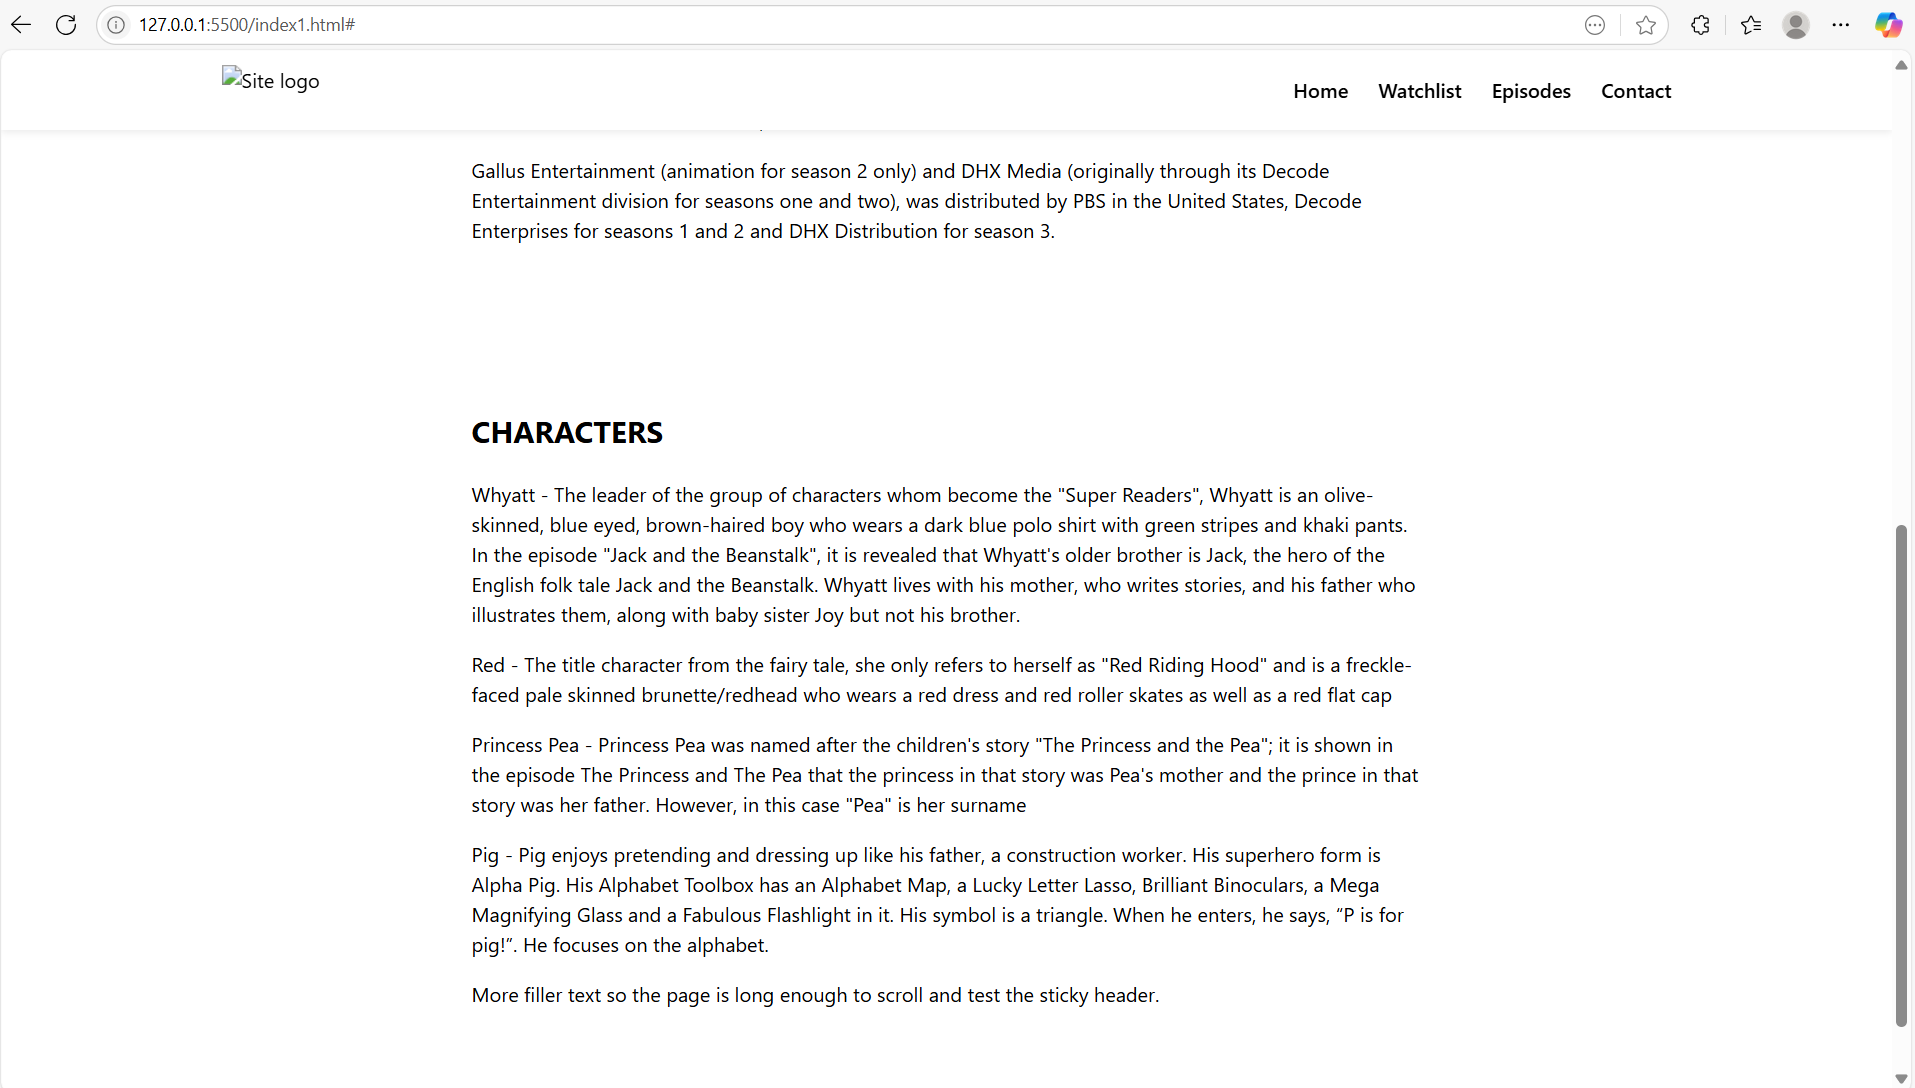 127.0.0.1:5500/index1.html#
Site logo
Home Watchlist Episodes Contact
Gallus Entertainment (animation for season 2 only) and DHX Media (originally through its Decode
Entertainment division for seasons one and two), was distributed by PBS in the United States, Decode
Enterprises for seasons 1 and 2 and DHX Distribution for season 3.
CHARACTERS
Whyatt - The leader of the group of characters whom become the "Super Readers", Whyatt is an olive-
skinned, blue eyed, brown-haired boy who wears a dark blue polo shirt with green stripes and khaki pants.
In the episode "Jack and the Beanstalk", it is revealed that Whyatt's older brother is Jack, the hero of the
English folk tale Jack and the Beanstalk. Whyatt lives with his mother, who writes stories, and his father who
illustrates them, along with baby sister Joy but not his brother.
Red - The title character from the fairy tale, she only refers to herself as "Red Riding Hood" and is a freckle-
faced pale skinned brunette/redhead who wears a red dress and red roller skates as well as a red flat cap
Princess Pea - Princess Pea was named after the children's story "The Princess and the Pea"; it is shown in
the episode The Princess and The Pea that the princess in that story was Pea's mother and the prince in that
story was her father. However, in this case "Pea" is her surname
Pig - Pig enjoys pretending and dressing up like his father, a construction worker. His superhero form is
Alpha Pig. His Alphabet Toolbox has an Alphabet Map, a Lucky Letter Lasso, Brilliant Binoculars, a Mega
Magnifying Glass and a Fabulous Flashlight in it. His symbol is a triangle. When he enters, he says, “P is for
pig!”. He focuses on the alphabet.
More filler text so the page is long enough to scroll and test the sticky header.